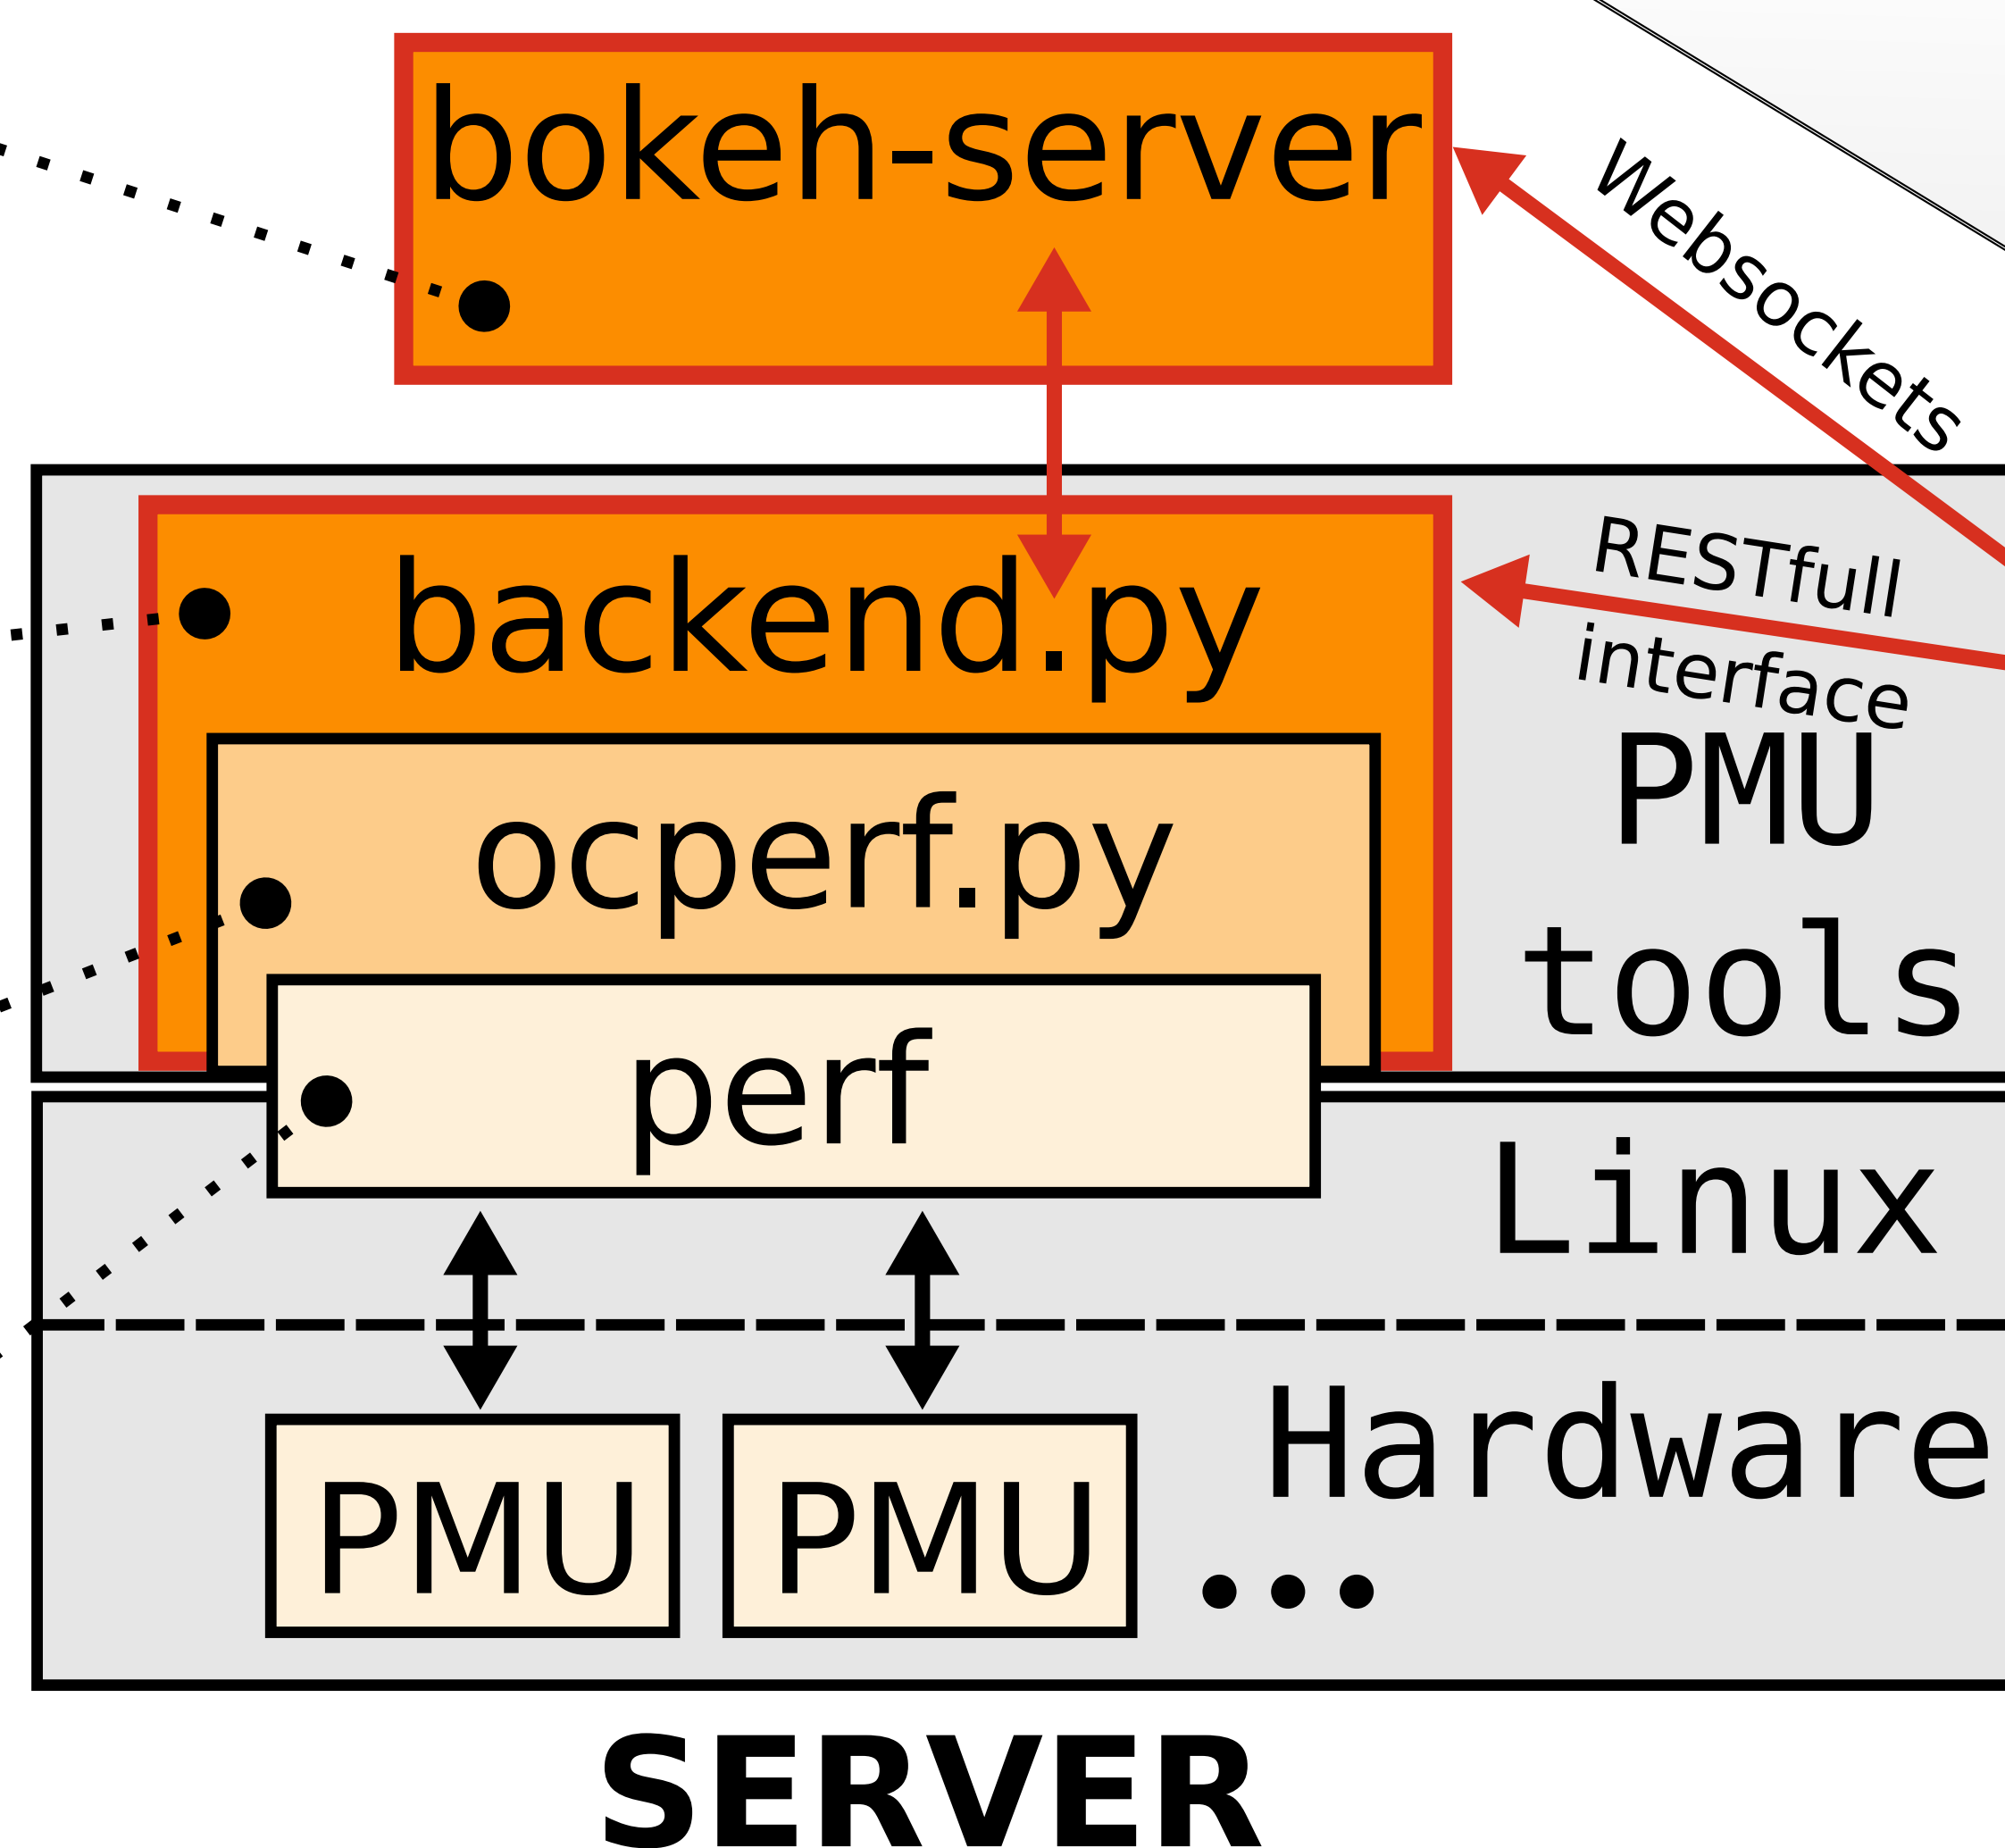 bokeh-server
Websockets
backend.py
RESTfull
interface
ocperf.py
PMU
tools
perf
Linux
Hardware
PMU
PMU
...
SERVER